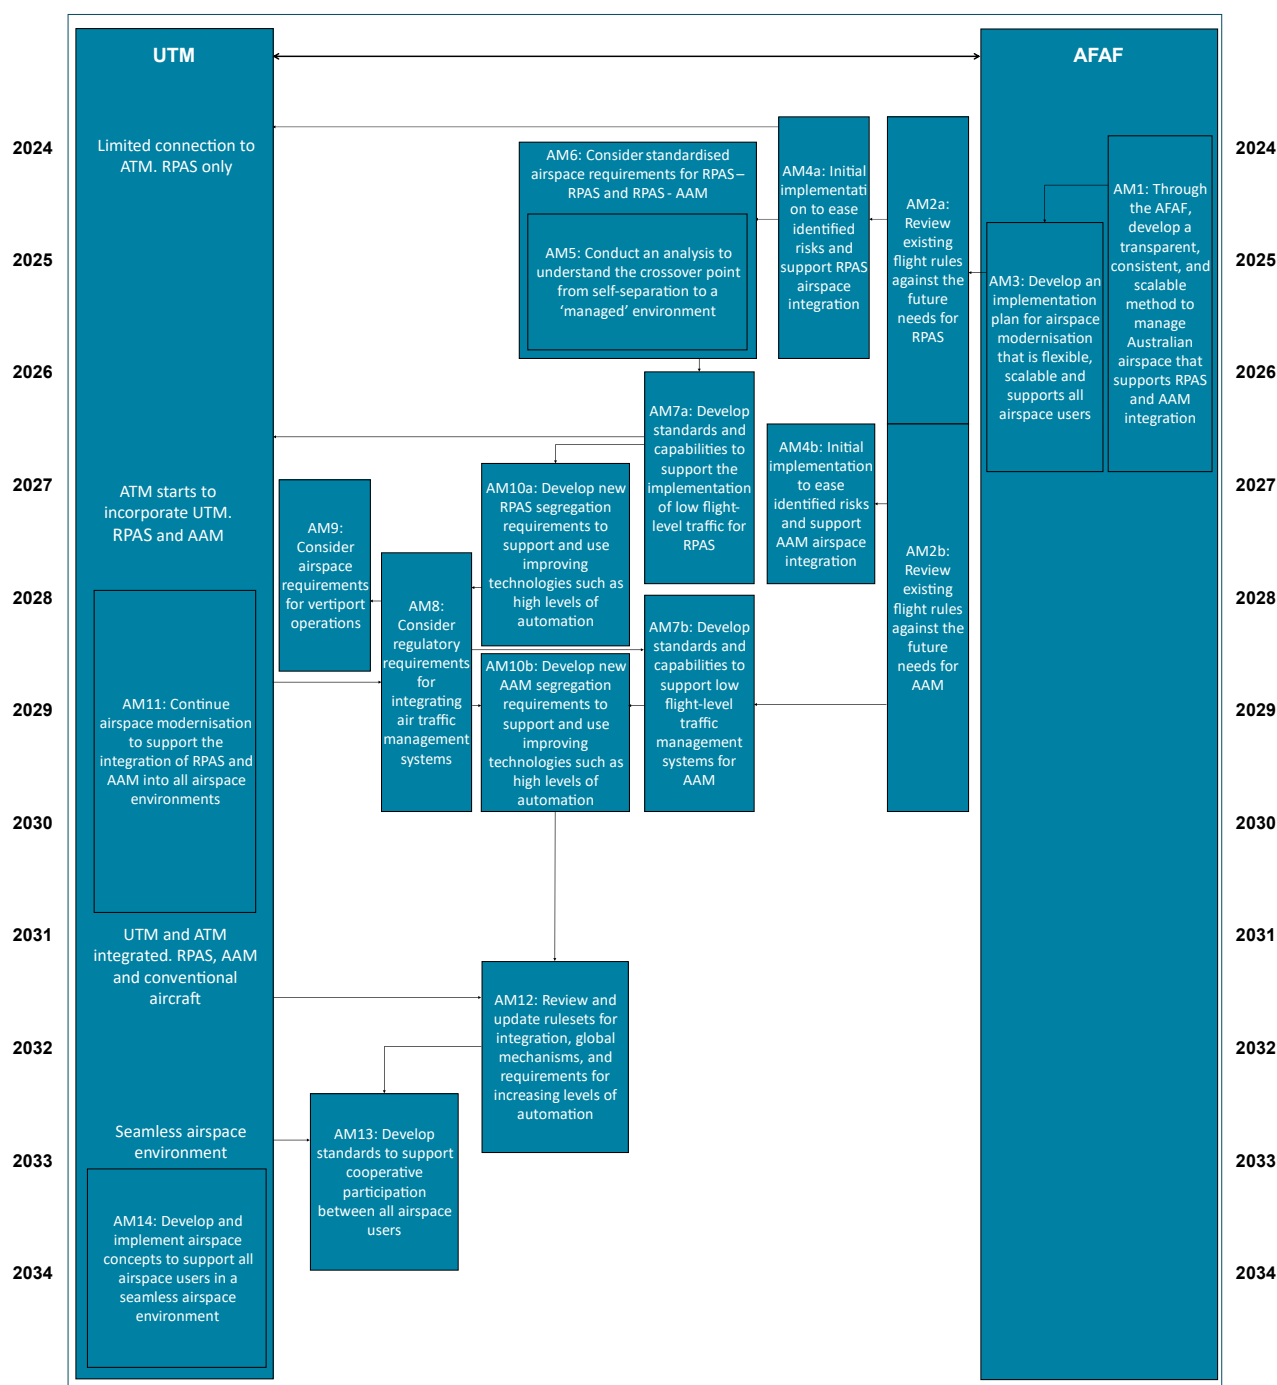 UTM
AFAF
2024
2025
2026
2027
2028
2029
2030
2031
2032
2033
2034
Limited connection to
ATM. RPAS only
ATM starts to
incorporate UTM.
RPAS and AAM
AM11: Continue
airspace modernisation
to support the
integration of RPAS and
AAM into all airspace
environments
UTM and ATM
integrated. RPAS, AAM
and conventional
aircraft
Seamless airspace
environment
AM14: Develop and
implement airspace
concepts to support all
airspace users in a
seamless airspace
environment
AM6: Consider standardised
airspace requirements for RPAS –
RPAS and RPAS - AAM
AM5: Conduct an analysis to
understand the crossover point
from self-separation to a
‘managed’ environment
AM4a: Initial
implementati
on to ease
identified
risks and
support RPAS
airspace
integration
AM2a: Review
existing
flight rules
against the
future
needs for
RPAS
AM3: Develop an
implementation
plan for airspace
modernisation
that is flexible,
scalable and
supports all
airspace users
AM1: Through
the AFAF,
develop a
transparent,
consistent, and
scalable
method to
manage
Australian
airspace that
supports RPAS
and AAM
integration
AM7a: Develop
standards and
capabilities to
support the
implementation
of low flight-
level traffic for
RPAS
AM4b: Initial
implementation
to ease
identified risks
and support
AAM airspace
integration
AM2b: Review
existing
flight rules
against the
future
needs for
AAM
AM10a: Develop new
RPAS segregation
requirements to
support and use
improving
technologies such as
high levels of
automation
AM9:
Consider
airspace
requirements
for vertiport
operations
AM8:
Consider
regulatory
requirements
for
integrating
air traffic
management
systems
AM10b: Develop new
AAM segregation
requirements to
support and use
improving
technologies such as
high levels of
automation
AM7b: Develop
standards and
capabilities to
support low
flight-level
traffic
management
systems for
AAM
AM12: Review and
update rulesets for
integration, global
mechanisms, and
requirements for
increasing levels of
automation
AM13: Develop
standards to support
cooperative
participation
between all airspace
users
2024
2025
2026
2027
2028
2029
2030
2031
2032
2033
2034